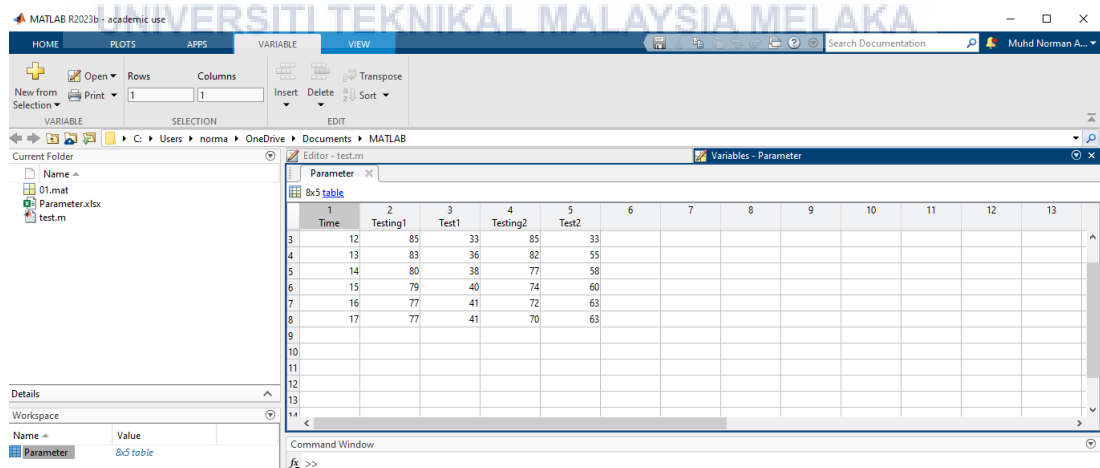 UNIVERSITI TEKNIKAL MALAYSIA MELAKA
MATLAB R2023b - academic use
HOME PLOTS APPS VARIABLE VIEW Search Documentation Muhd Norman A...
New from Selection
Open Rows Columns
Print 1 1
Insert Delete Transpose
Sort
VARIABLE SELECTION EDIT
C: Users norma OneDrive Documents MATLAB
Current Folder
Name
01.mat
Parameter.xlsx
test.m
Details
Workspace
Name Value
Parameter 8x5 table
Editor - test.m Variables - Parameter
Parameter
8x5 table
1 2 3 4 5 6 7 8 9 10 11 12 13
Time Testing1 Test1 Testing2 Test2
3 12 85 33 85 33
4 13 83 36 82 55
5 14 80 38 77 58
6 15 79 40 74 60
7 16 77 41 72 63
8 17 77 41 70 63
9
10
11
12
13
14
Command Window
fx >>